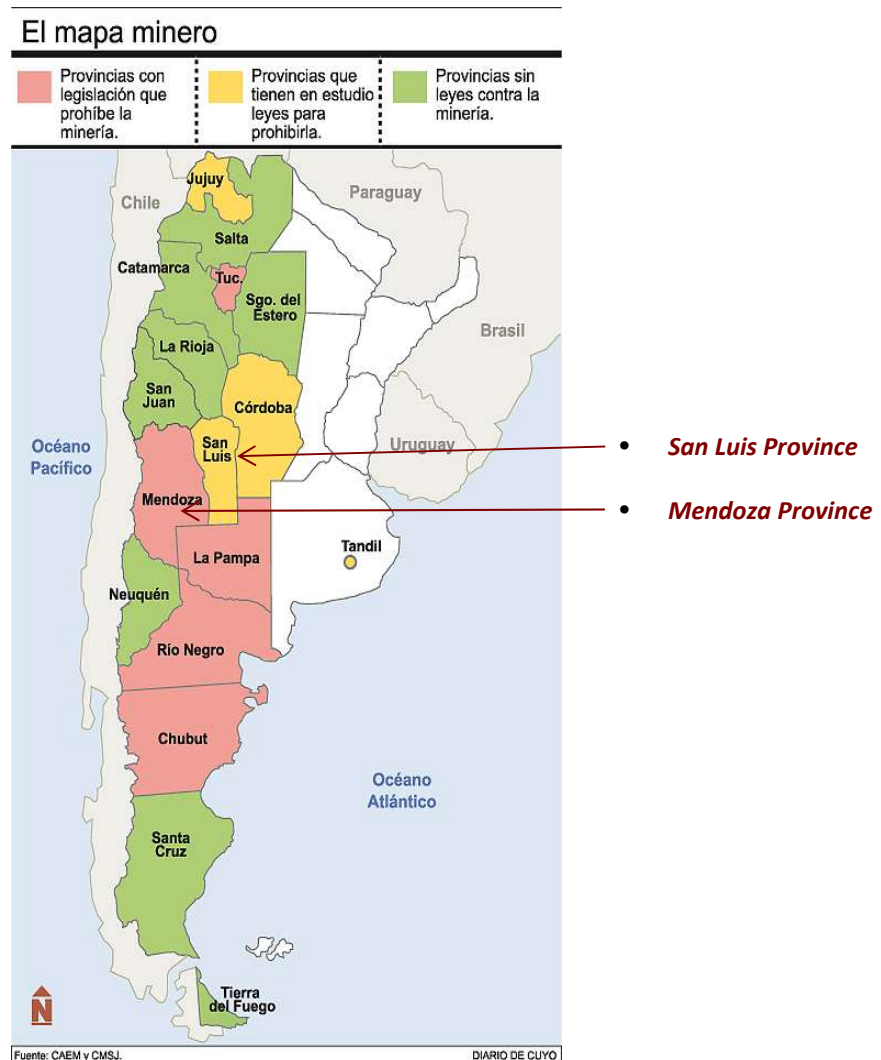 El mapa minero
Provincias con
legislación que
prohíbe la
minería.
Provincias que
tienen en estudio
leyes para
prohibirla.
Provincias sin
leyes contra la
minería.
Jujuy
Paraguay
Chile
Salta
Catamarca
Tuc.
Sgo. del
Estero
Brasil
La Rioja
San
Juan
Córdoba
Océano
Pacífico
San
Luis
Uruguay
• San Luis Province
Mendoza
• Mendoza Province
La Pampa
Tandil
Neuquén
Río Negro
Chubut
Océano
Atlántico
Santa
Cruz
Tierra
del Fuego
N
Fuente: CAEM y CMSJ.
DIARIO DE CUYO